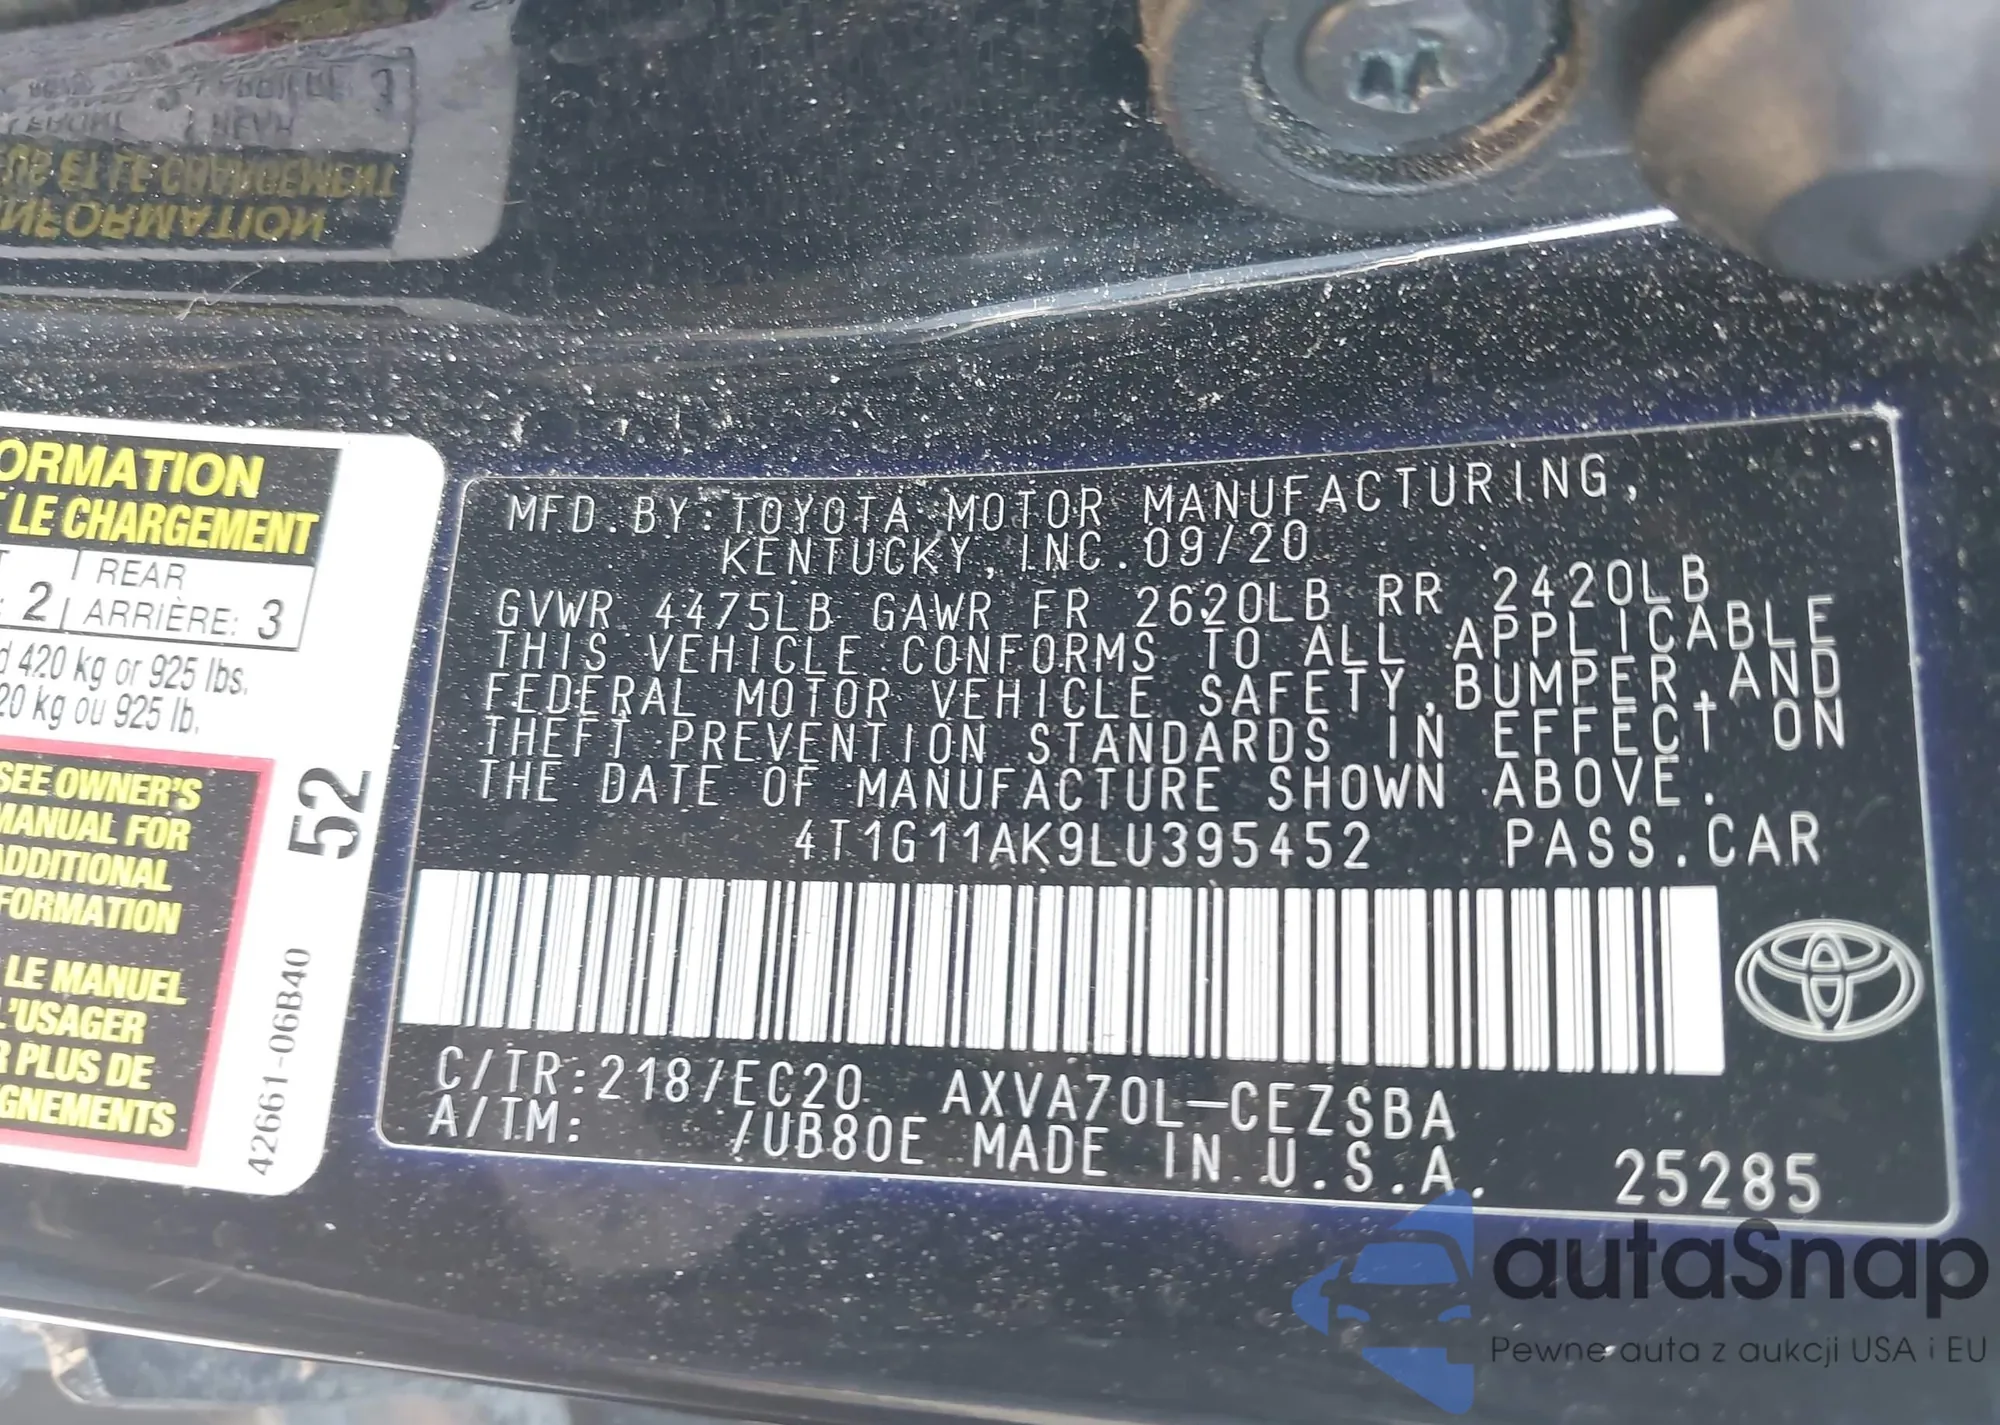 ORMATION
T LE CHARGEMENT
REAR
2 ARRIÈRE: 3
d 420 kg or 925 lbs.
20 kg ou 925 lb.
SEE OWNER'S
MANUAL FOR
ADDITIONAL
FORMATION
LE MANUEL
L'USAGER
R PLUS DE
GNEMENTS
52
42661-06B40
MFD.BY:TOYOTA MOTOR MANUFACTURING,
KENTUCKY, INC.09/20
GVWR 4475LB GAWR FR 2620LB RR 2420LB
THIS VEHICLE CONFORMS TO ALL APPLICABLE
FEDERAL MOTOR VEHICLE SAFETY,BUMPER,AND
THEFT PREVENTION STANDARDS IN EFFECT ON
THE DATE OF MANUFACTURE SHOWN ABOVE.
4T1G11AK9LU395452 PASS.CAR
C/TR:218/EC20 AXVA70L-CEZSBA
A/TM: /UB80E MADE IN U.S.A.
25285
autaSnap
Pewne auta z aukcji USA i EU